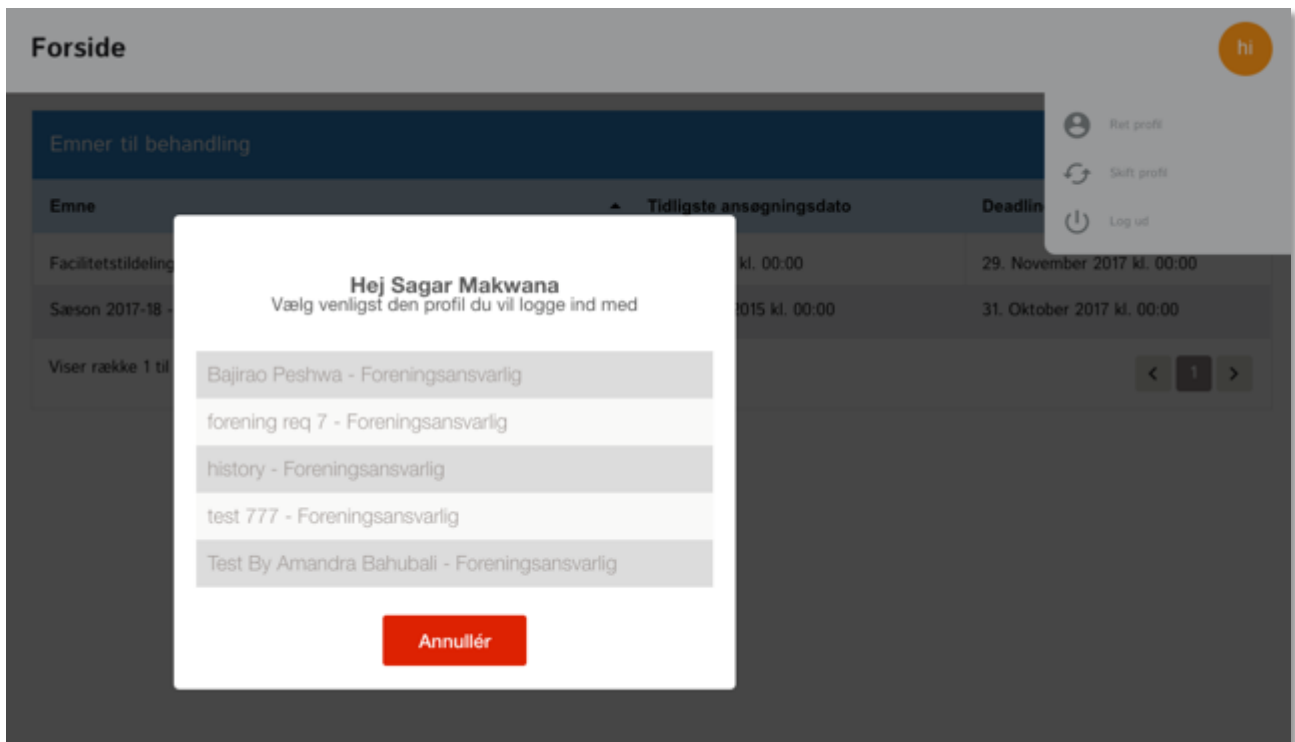 Forside
hi
Ret profil
Skift profil
Log ud
Emner til behandling
Emne Tidligste ansøgningsdato Deadlin
Facilitetstildeling kl. 00:00 29. November 2017 kl. 00:00
Sæson 2017-18 - 2015 kl. 00:00 31. Oktober 2017 kl. 00:00
Viser række 1 til
1
Hej Sagar Makwana
Vælg venligst den profil du vil logge ind med
Bajirao Peshwa - Foreningsansvarlig
forening req 7 - Foreningsansvarlig
history - Foreningsansvarlig
test 777 - Foreningsansvarlig
Test By Amandra Bahubali - Foreningsansvarlig
Annullér